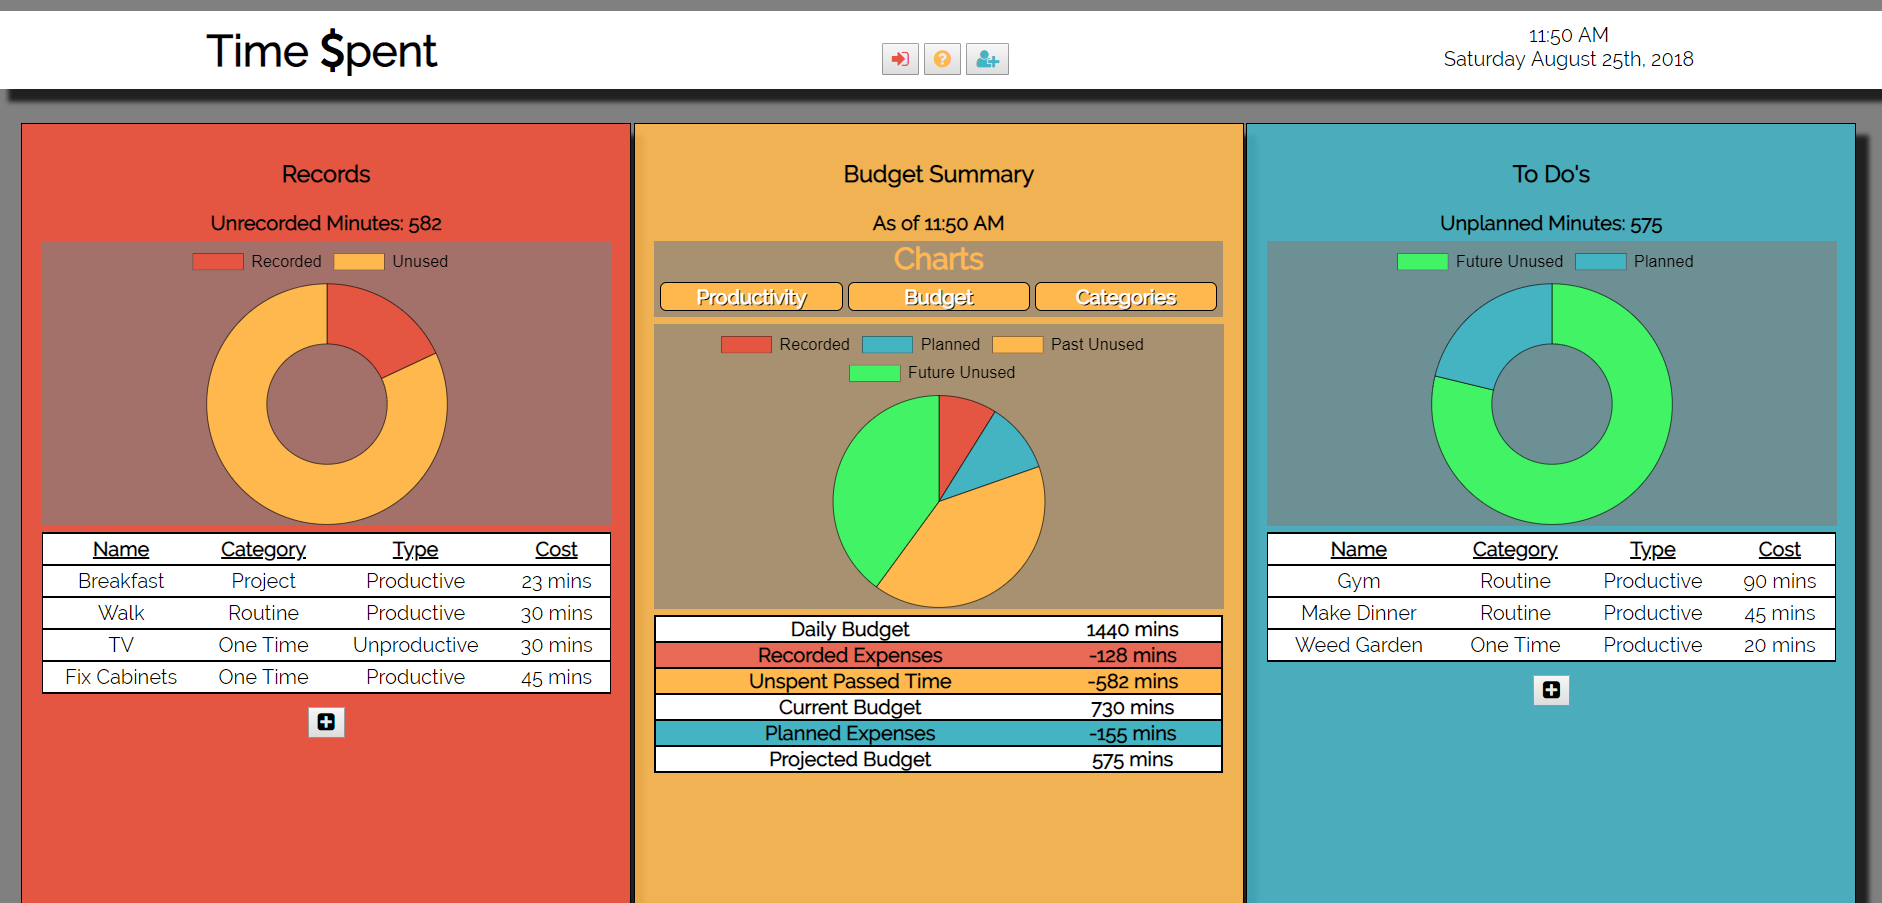 Time $pent
11:50 AM
Saturday August 25th, 2018
Records
Unrecorded Minutes: 582
Recorded Unused
Name Category Type Cost
Breakfast Project Productive 23 mins
Walk Routine Productive 30 mins
TV One Time Unproductive 30 mins
Fix Cabinets One Time Productive 45 mins
Budget Summary
As of 11:50 AM
Charts
Productivity Budget Categories
Recorded Planned Past Unused
Future Unused
Daily Budget 1440 mins
Recorded Expenses -128 mins
Unspent Passed Time -582 mins
Current Budget 730 mins
Planned Expenses -155 mins
Projected Budget 575 mins
To Do's
Unplanned Minutes: 575
Future Unused Planned
Name Category Type Cost
Gym Routine Productive 90 mins
Make Dinner Routine Productive 45 mins
Weed Garden One Time Productive 20 mins